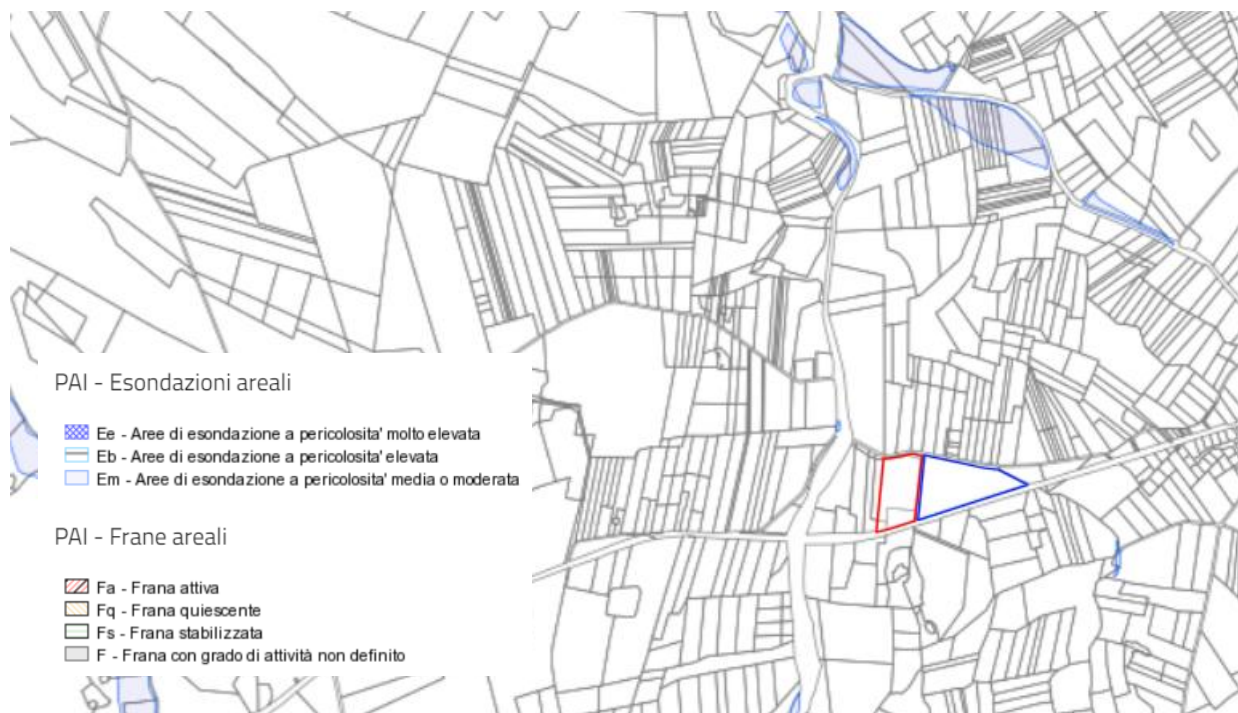 PAI - Esondazioni areali
Ee - Aree di esondazione a pericolosita' molto elevata
Eb - Aree di esondazione a pericolosita' elevata
Em - Aree di esondazione a pericolosita' media o moderata
PAI - Frane areali
Fa - Frana attiva
Fq - Frana quiescente
Fs - Frana stabilizzata
F - Frana con grado di attività non definito